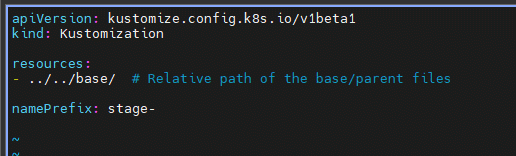 apiVersion: kustomize.config.k8s.io/v1beta1
kind: Kustomization
resources:
- ../../base/  # Relative path of the base/parent files
namePrefix: stage-
~
~